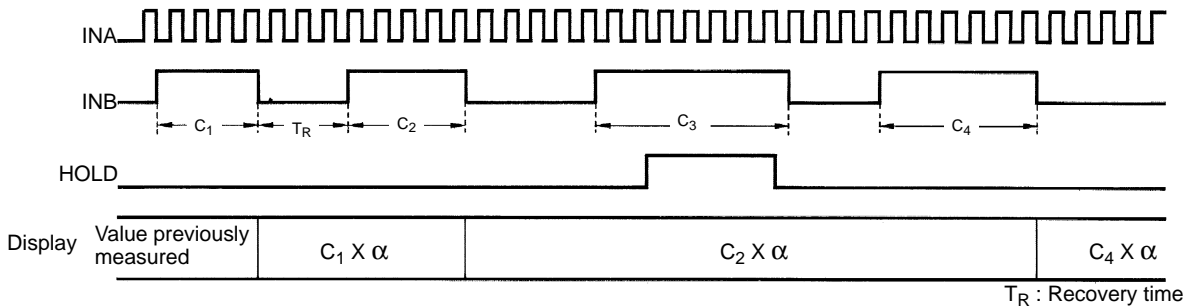 INA
INB
C1 TR C2 C3 C4
HOLD
Display Value previously measured C1 X α C2 X α C4 X α
TR : Recovery time